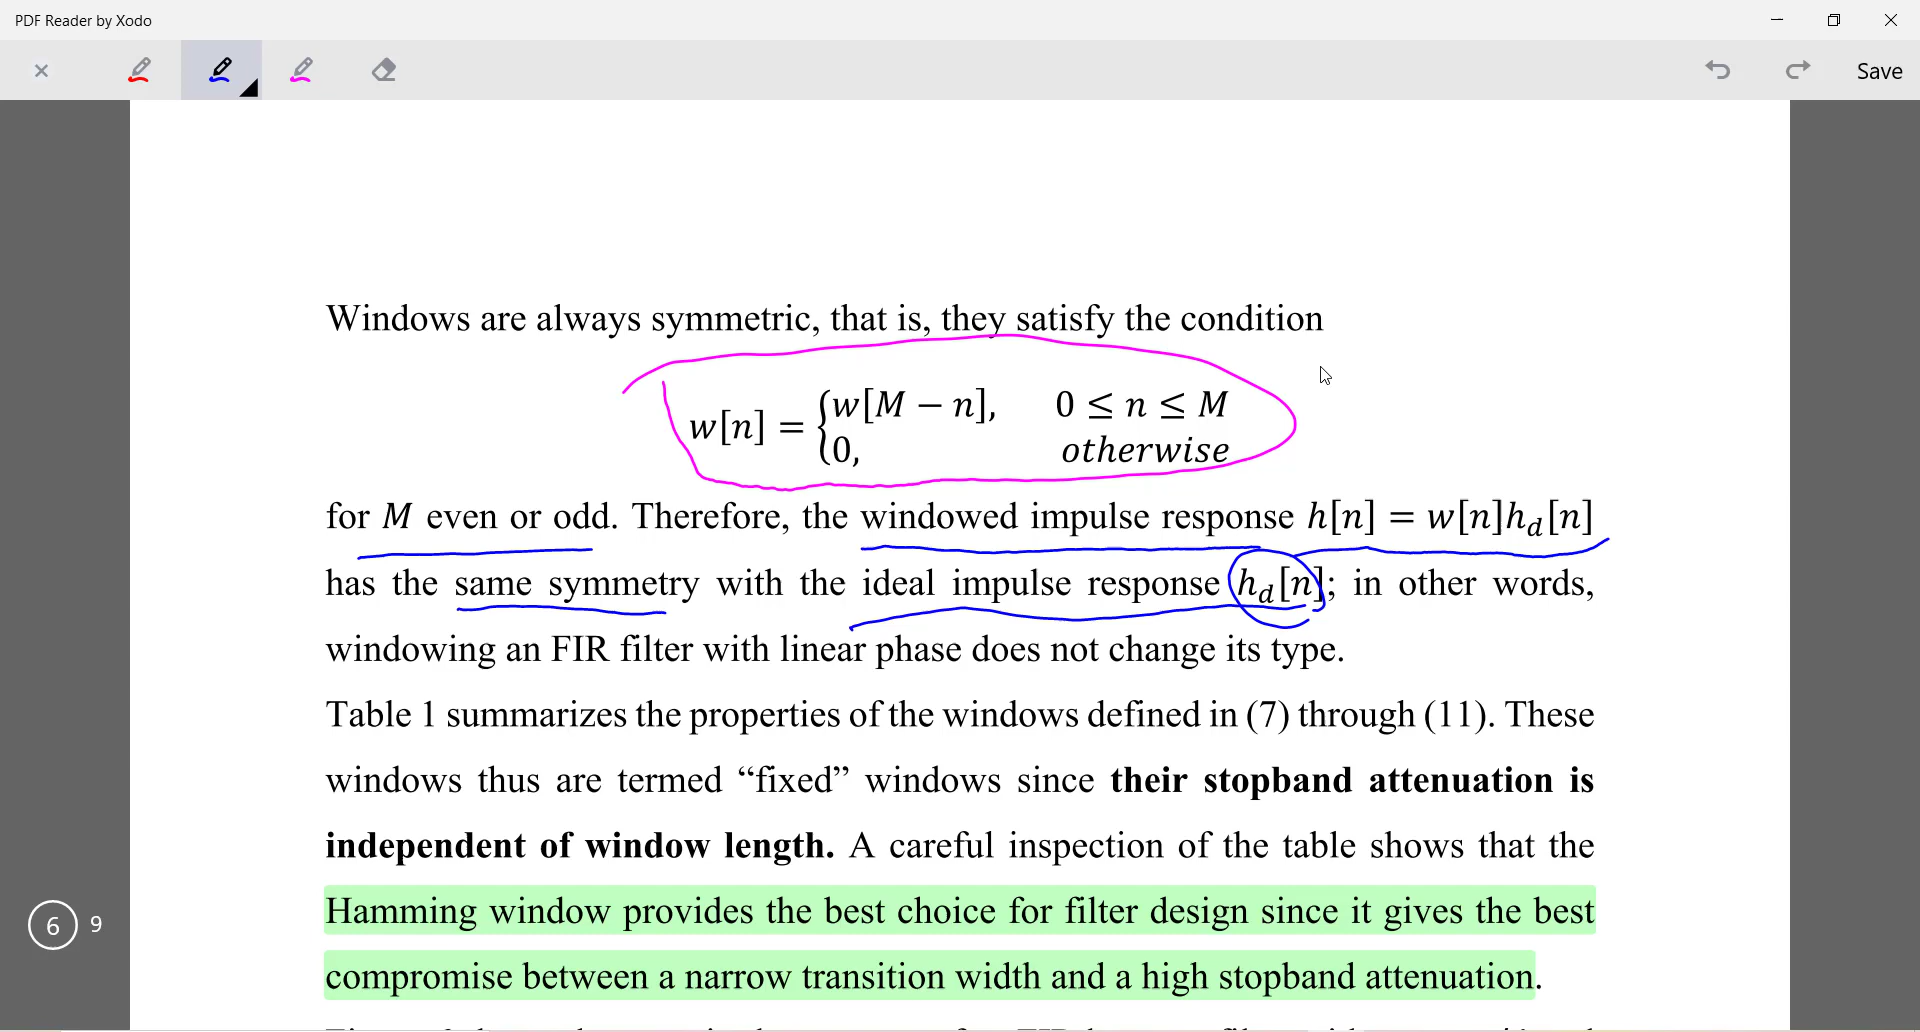 PDF Reader by Xodo
Save
Windows are always symmetric, that is, they satisfy the condition
w[n] = {w[M − n], 0 ≤ n ≤ M
0, otherwise
for M even or odd. Therefore, the windowed impulse response h[n] = w[n]h_d[n]
has the same symmetry with the ideal impulse response h_d[n]; in other words,
windowing an FIR filter with linear phase does not change its type.
Table 1 summarizes the properties of the windows defined in (7) through (11). These
windows thus are termed “fixed” windows since their stopband attenuation is
independent of window length. A careful inspection of the table shows that the
Hamming window provides the best choice for filter design since it gives the best
compromise between a narrow transition width and a high stopband attenuation.
6 9